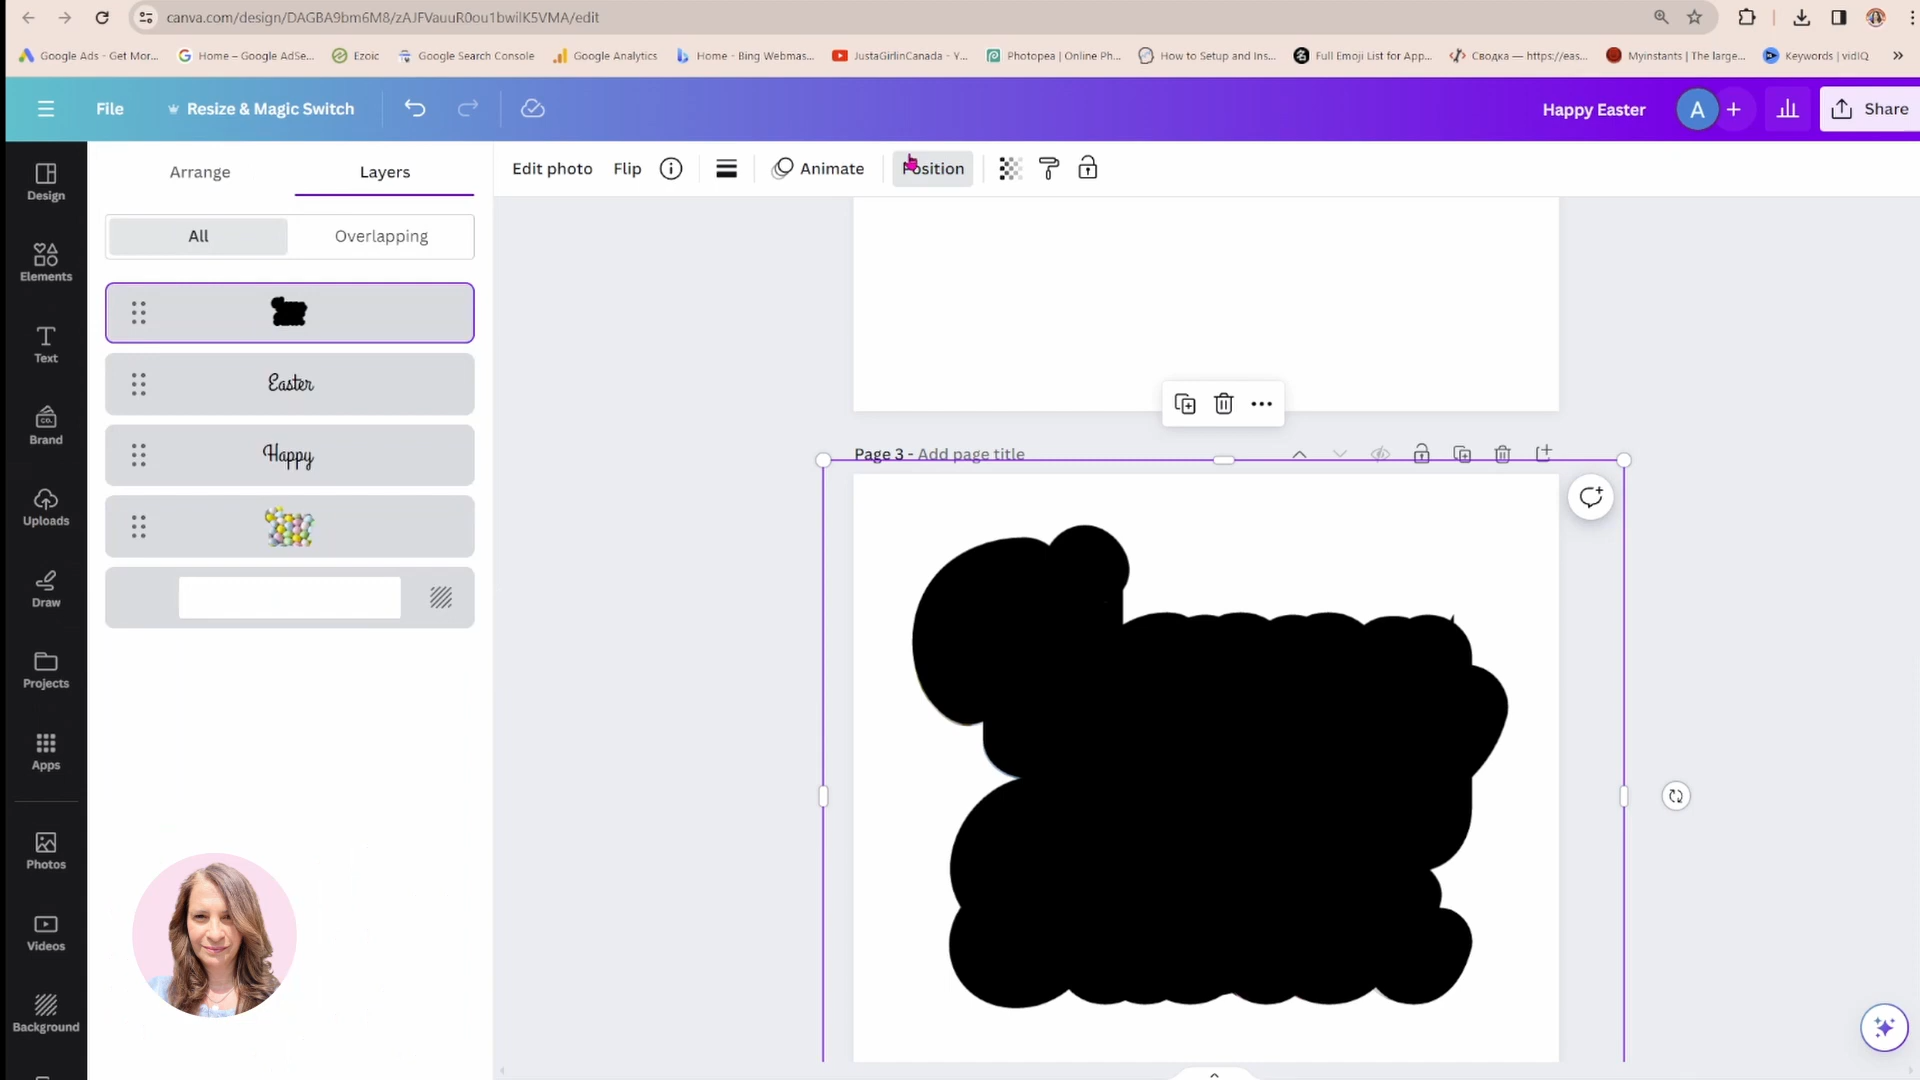 canva.com/design/DAGBA9bm6M8/zAJFVauuR0ou1bwilK5VMA/edit
Google Ads - Get Mor...
Home – Google AdSe...
Ezoic
Google Search Console
Google Analytics
Home - Bing Webmas...
JustaGirlinCanada - Y...
Photopea | Online Ph...
How to Setup and Ins...
Full Emoji List for App...
Сводка — https://eas...
Myinstants | The large...
Keywords | vidIQ
File
Resize & Magic Switch
Happy Easter
A
Share
Design
Elements
Text
Brand
Uploads
Draw
Projects
Apps
Photos
Videos
Background
Arrange
Layers
All
Overlapping
Easter
Happy
Edit photo
Flip
Animate
Position
Page 3 - Add page title